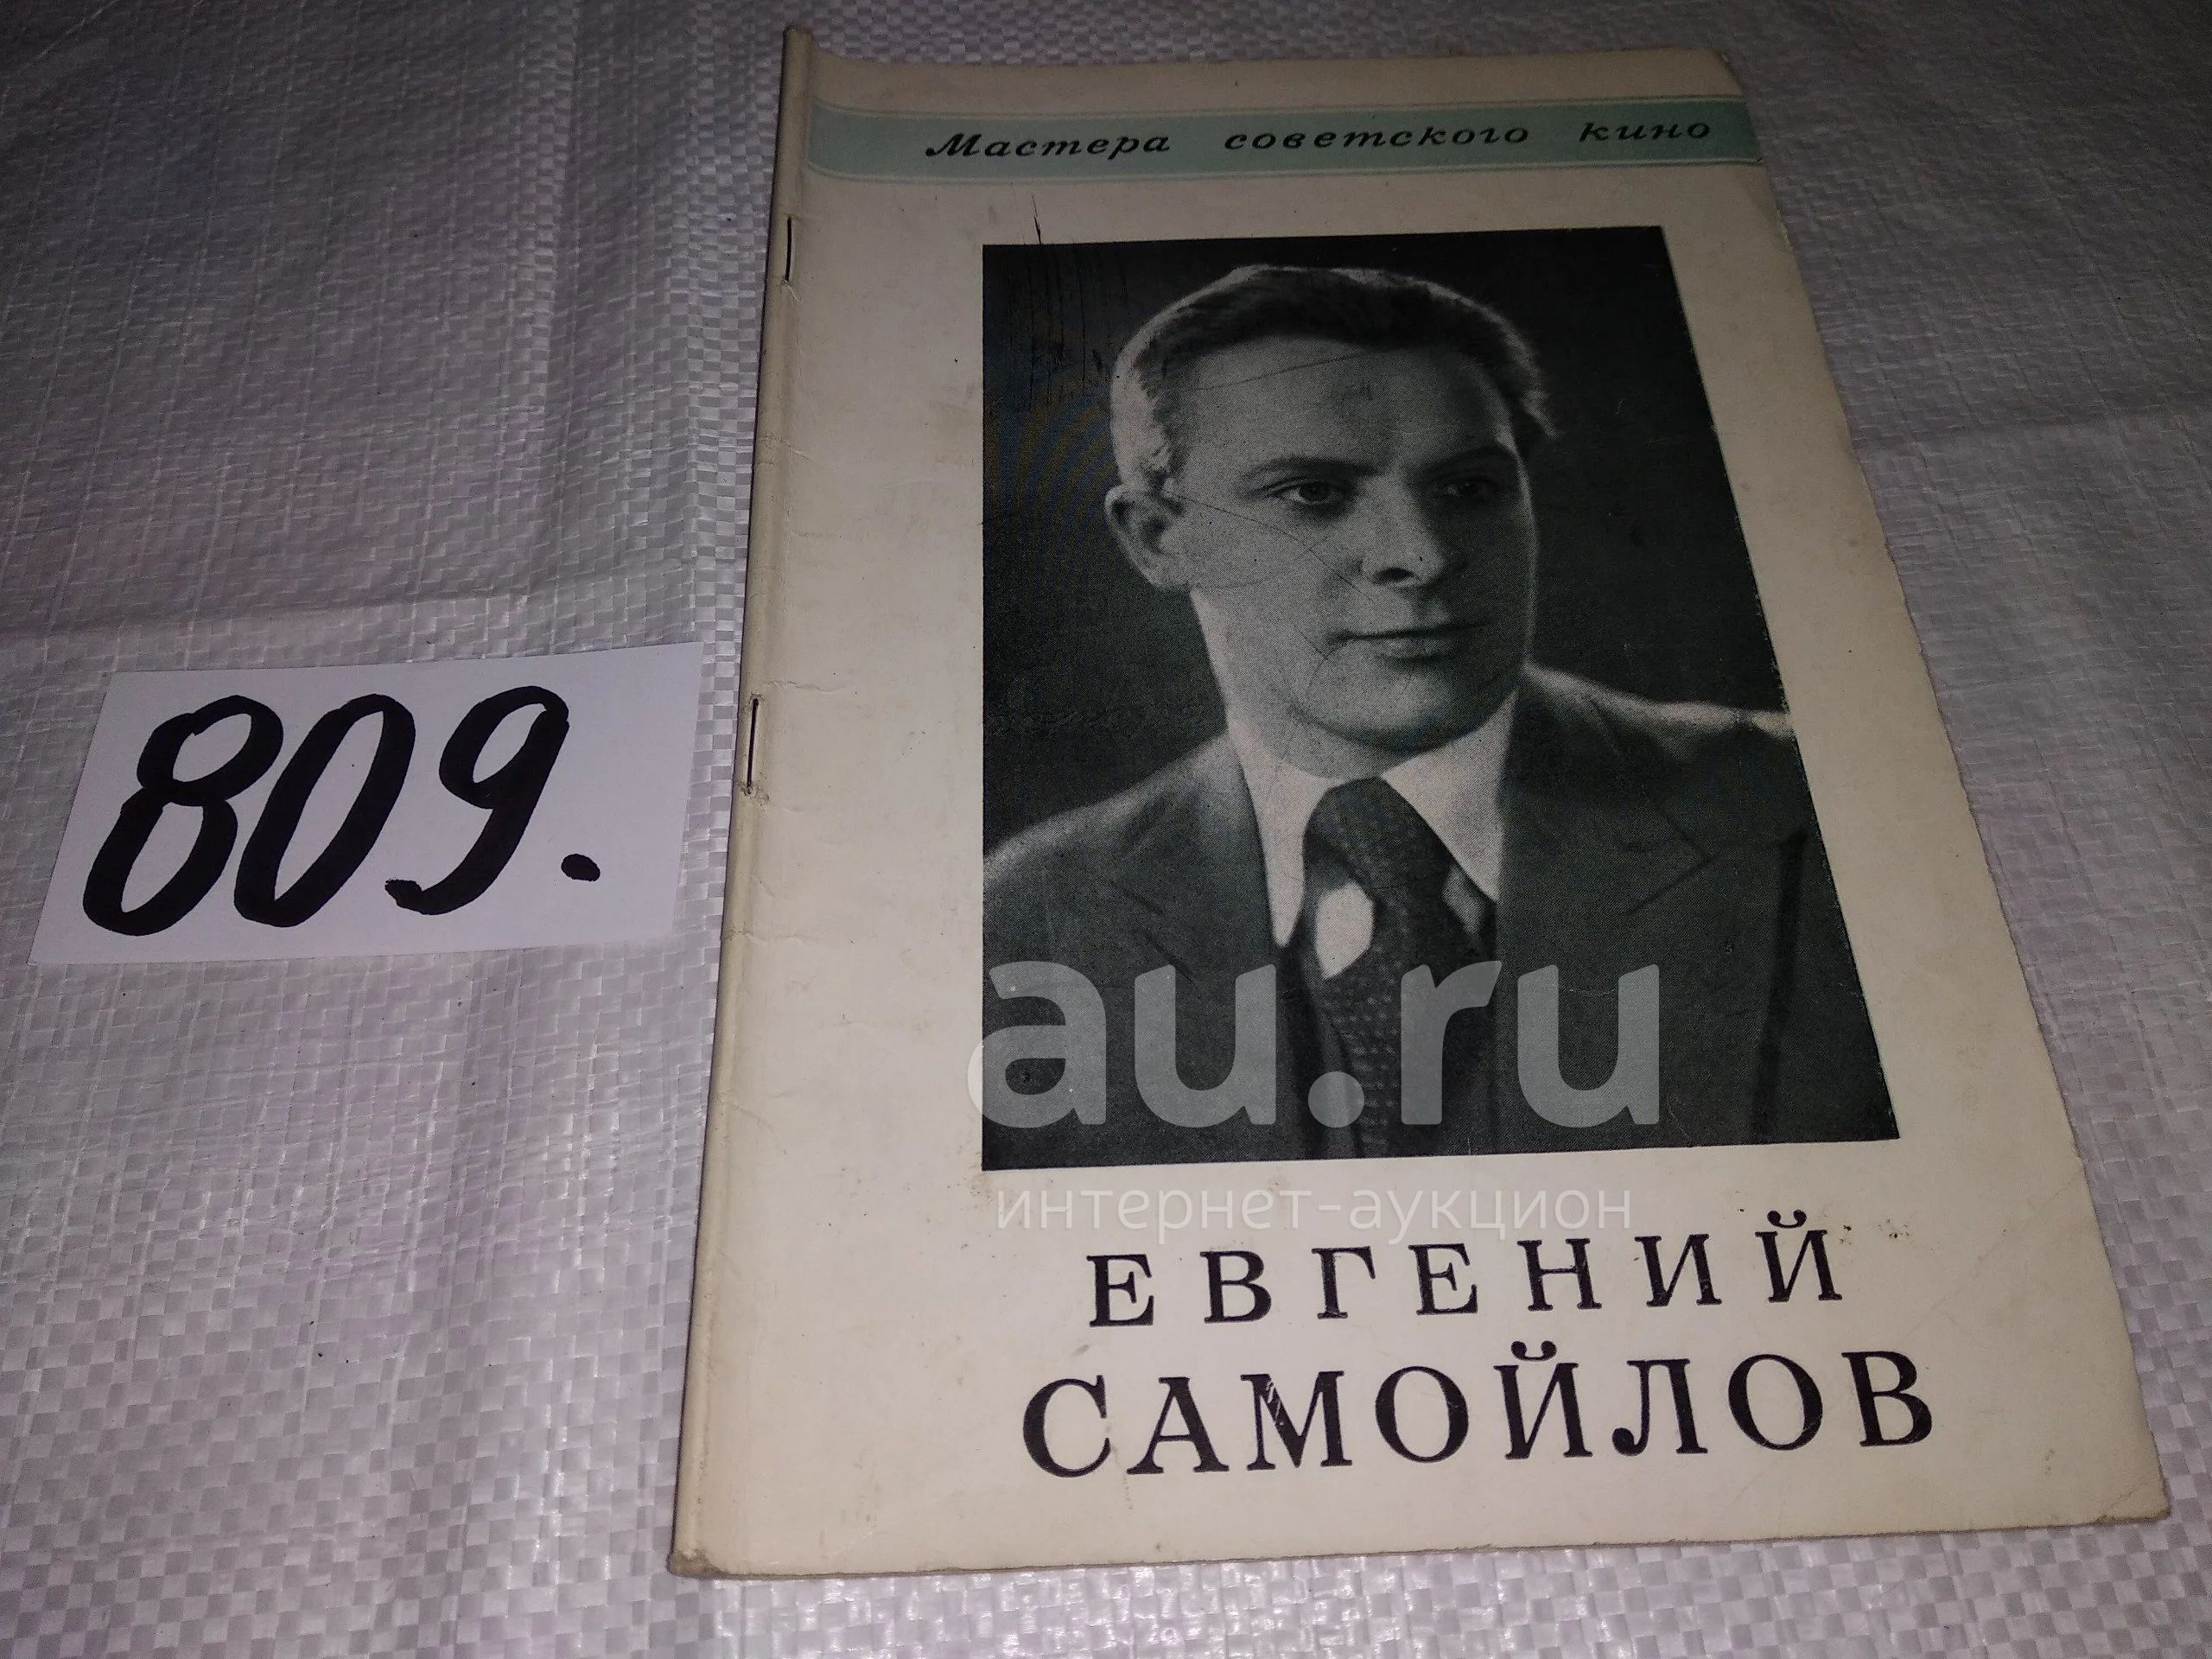 Мастера советского кино
809.
au.ru
интернет-аукцион
ЕВГЕНИЙ
САМОЙЛОВ